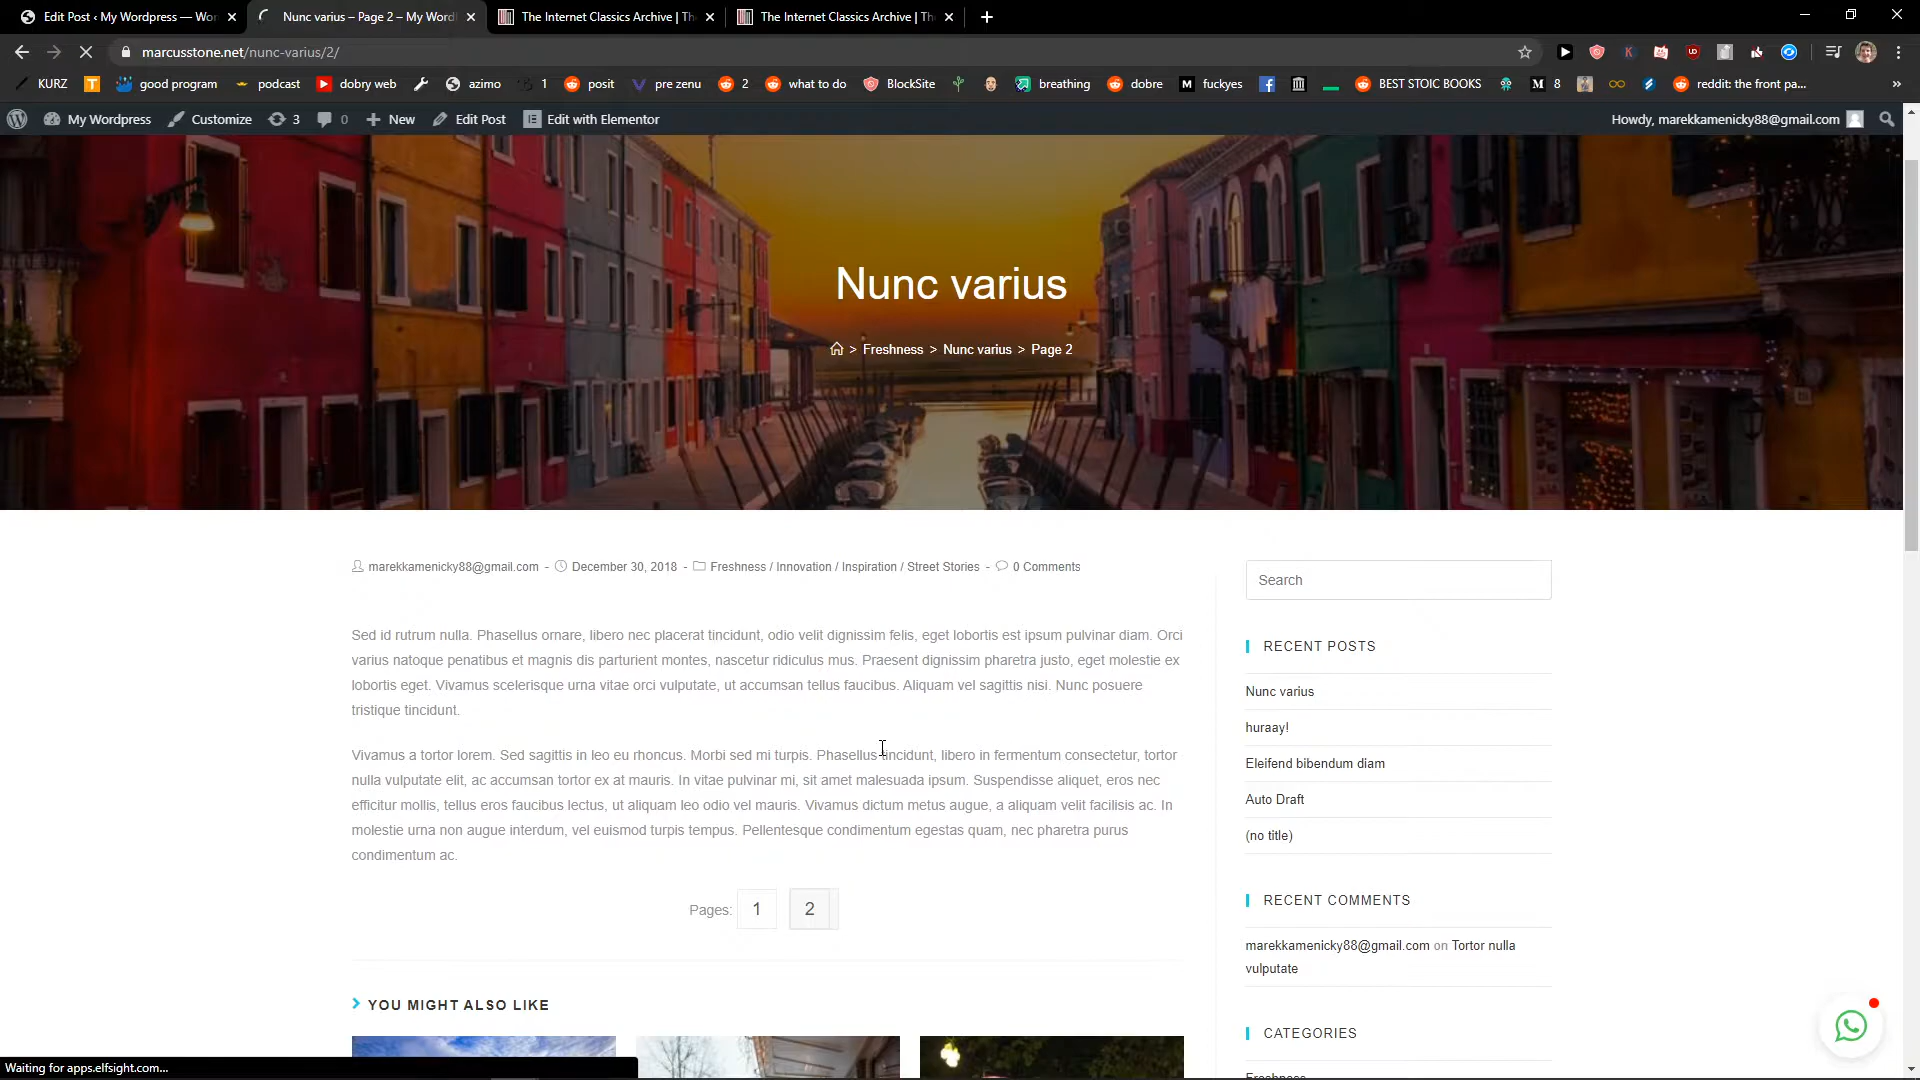 Edit Post ‹ My Wordpress — Wor
Nunc varius – Page 2 – My Word
The Internet Classics Archive | Th
The Internet Classics Archive | Th
marcusstone.net/nunc-varius/2/
KURZ
good program
podcast
dobry web
azimo
1
posit
pre zenu
2
what to do
BlockSite
breathing
dobre
fuckyes
BEST STOIC BOOKS
8
reddit: the front pa...
My Wordpress
Customize
3
0
New
Edit Post
Edit with Elementor
Howdy, marekkamenicky88@gmail.com
Nunc varius
> Freshness > Nunc varius > Page 2
marekkamenicky88@gmail.com - December 30, 2018 - Freshness / Innovation / Inspiration / Street Stories - 0 Comments
Sed id rutrum nulla. Phasellus ornare, libero nec placerat tincidunt, odio velit dignissim felis, eget lobortis est ipsum pulvinar diam. Orci
varius natoque penatibus et magnis dis parturient montes, nascetur ridiculus mus. Praesent dignissim pharetra justo, eget molestie ex
lobortis eget. Vivamus scelerisque urna vitae orci vulputate, ut accumsan tellus faucibus. Aliquam vel sagittis nisi. Nunc posuere
tristique tincidunt.
Vivamus a tortor lorem. Sed sagittis in leo eu rhoncus. Morbi sed mi turpis. Phasellus tincidunt, libero in fermentum consectetur, tortor
nulla vulputate elit, ac accumsan tortor ex at mauris. In vitae pulvinar mi, sit amet malesuada ipsum. Suspendisse aliquet, eros nec
efficitur mollis, tellus eros faucibus lectus, ut aliquam leo odio vel mauris. Vivamus dictum metus augue, a aliquam velit facilisis ac. In
molestie urna non augue interdum, vel euismod turpis tempus. Pellentesque condimentum egestas quam, nec pharetra purus
condimentum ac.
Pages: 1 2
YOU MIGHT ALSO LIKE
Search
RECENT POSTS
Nunc varius
huraay!
Eleifend bibendum diam
Auto Draft
(no title)
RECENT COMMENTS
marekkamenicky88@gmail.com on Tortor nulla
vulputate
CATEGORIES
Freshness
Waiting for apps.elfsight.com...